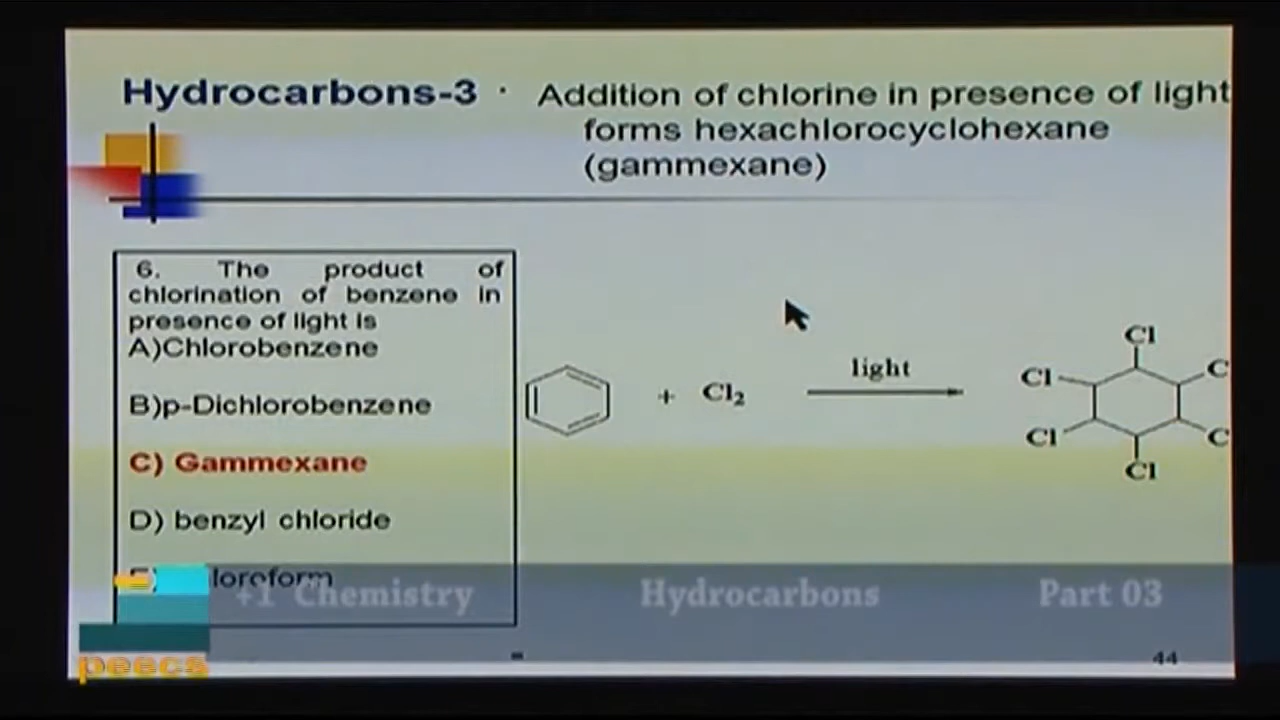 Hydrocarbons-3
· Addition of chlorine in presence of light
forms hexachlorocyclohexane
(gammexane)
6. The product of
chlorination of benzene in
presence of light is
A)Chlorobenzene
B)p-Dichlorobenzene
C) Gammexane
D) benzyl chloride
loroform
+ Cl2
light
Cl
Cl
C
Cl
C
Cl
+1 Chemistry
Hydrocarbons
Part 03
peecs
44